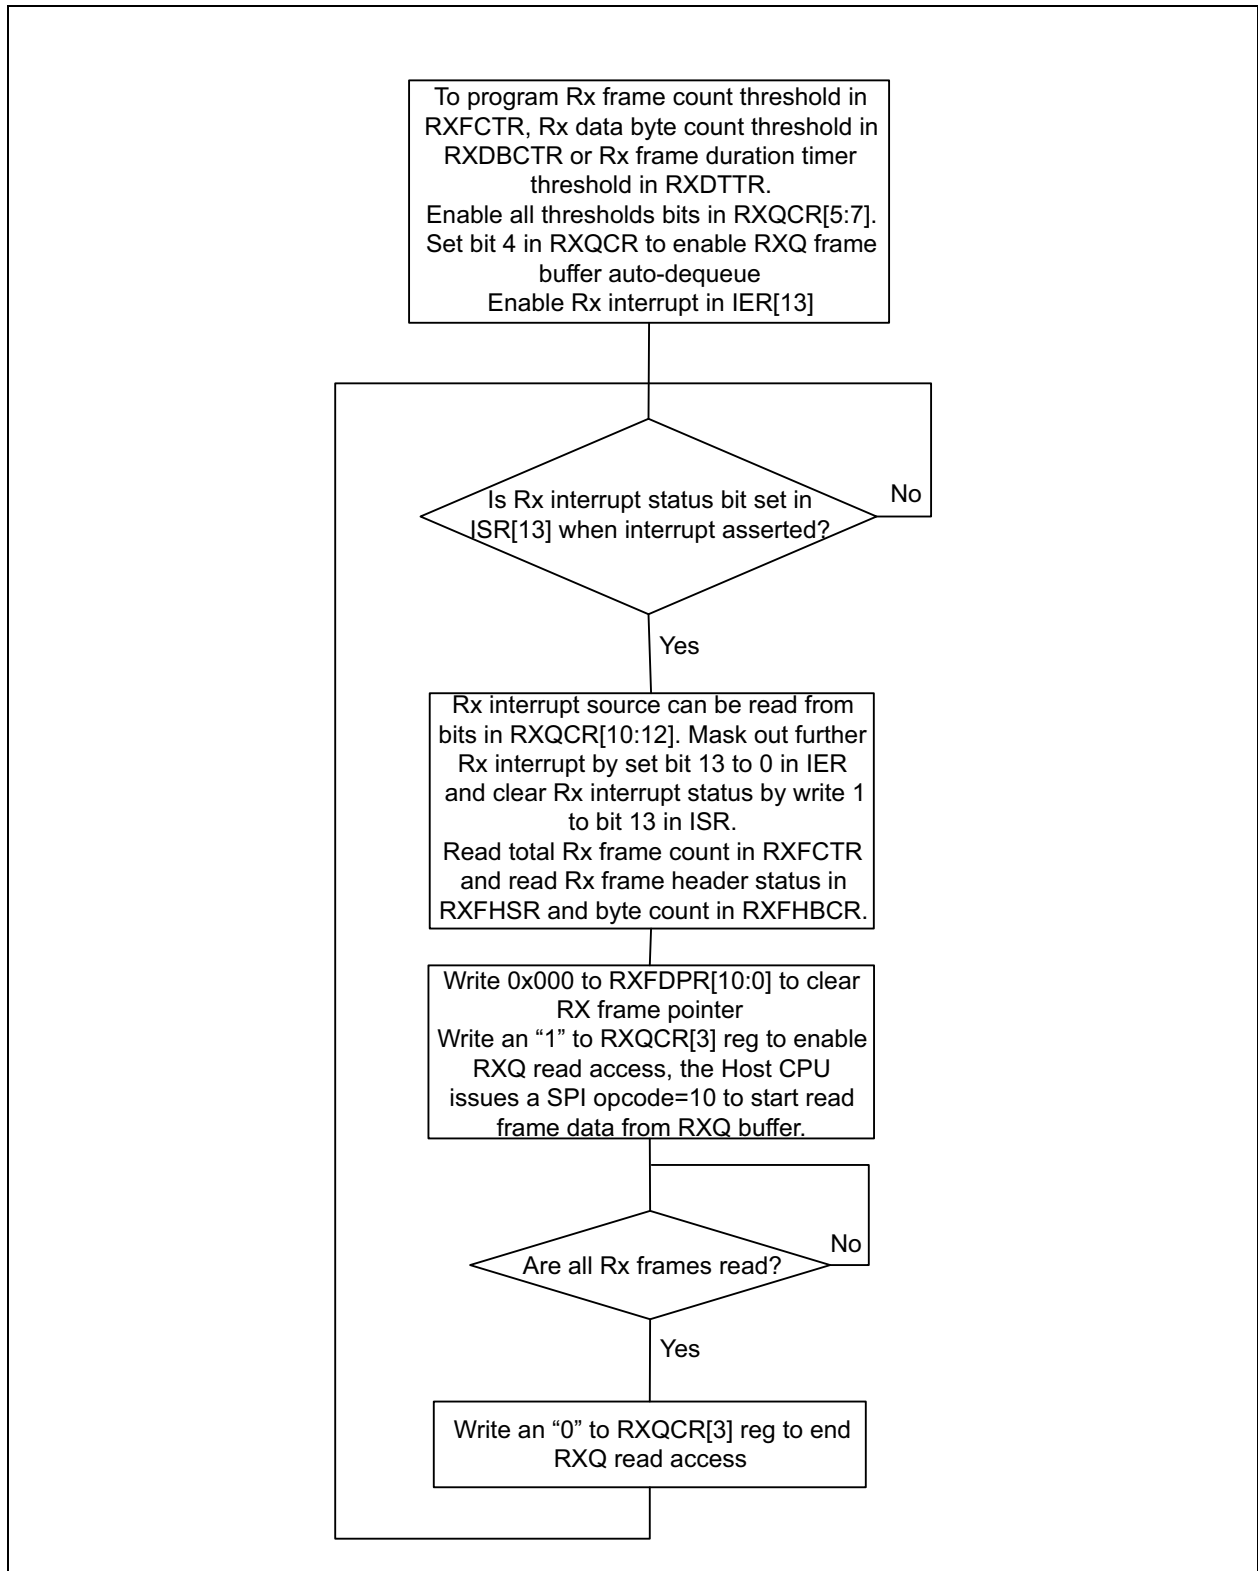 To program Rx frame count threshold in
RXFCTR, Rx data byte count threshold in
RXDBCTR or Rx frame duration timer
threshold in RXDTTR.
Enable all thresholds bits in RXQCR[5:7].
Set bit 4 in RXQCR to enable RXQ frame
buffer auto-dequeue
Enable Rx interrupt in IER[13]
Is Rx interrupt status bit set in
ISR[13] when interrupt asserted?
No
Yes
Rx interrupt source can be read from
bits in RXQCR[10:12]. Mask out further
Rx interrupt by set bit 13 to 0 in IER
and clear Rx interrupt status by write 1
to bit 13 in ISR.
Read total Rx frame count in RXFCTR
and read Rx frame header status in
RXFHSR and byte count in RXFHBCR.
Write 0x000 to RXFDPR[10:0] to clear
RX frame pointer
Write an “1” to RXQCR[3] reg to enable
RXQ read access, the Host CPU
issues a SPI opcode=10 to start read
frame data from RXQ buffer.
Are all Rx frames read?
No
Yes
Write an “0” to RXQCR[3] reg to end
RXQ read access